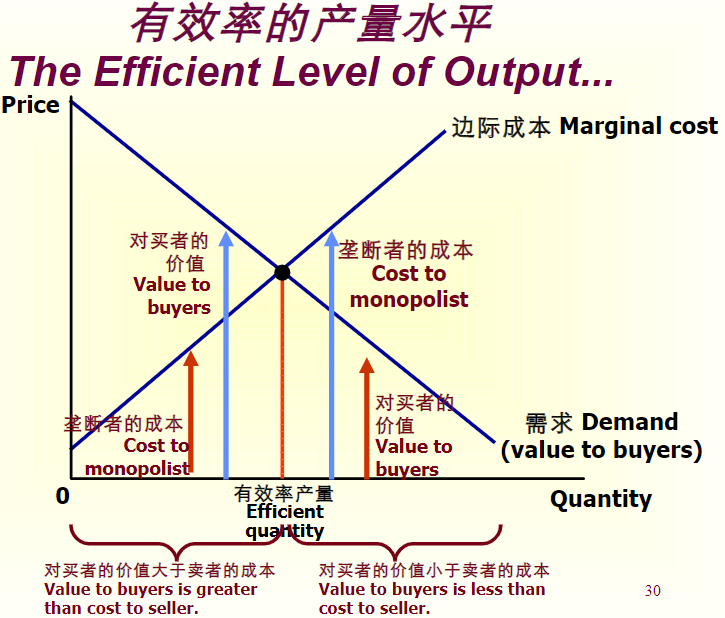 有效率的产量水平
The Efficient Level of Output...
Price
边际成本 Marginal cost
对买者的
价值
Value to
buyers
垄断者的成本
Cost to
monopolist
垄断者的成本
Cost to
monopolist
对买者的
价值
Value to
buyers
需求 Demand
(value to buyers)
0
有效率产量
Efficient
quantity
Quantity
对买者的价值大于卖者的成本
Value to buyers is greater
than cost to seller.
对买者的价值小于卖者的成本
Value to buyers is less than
cost to seller.
30